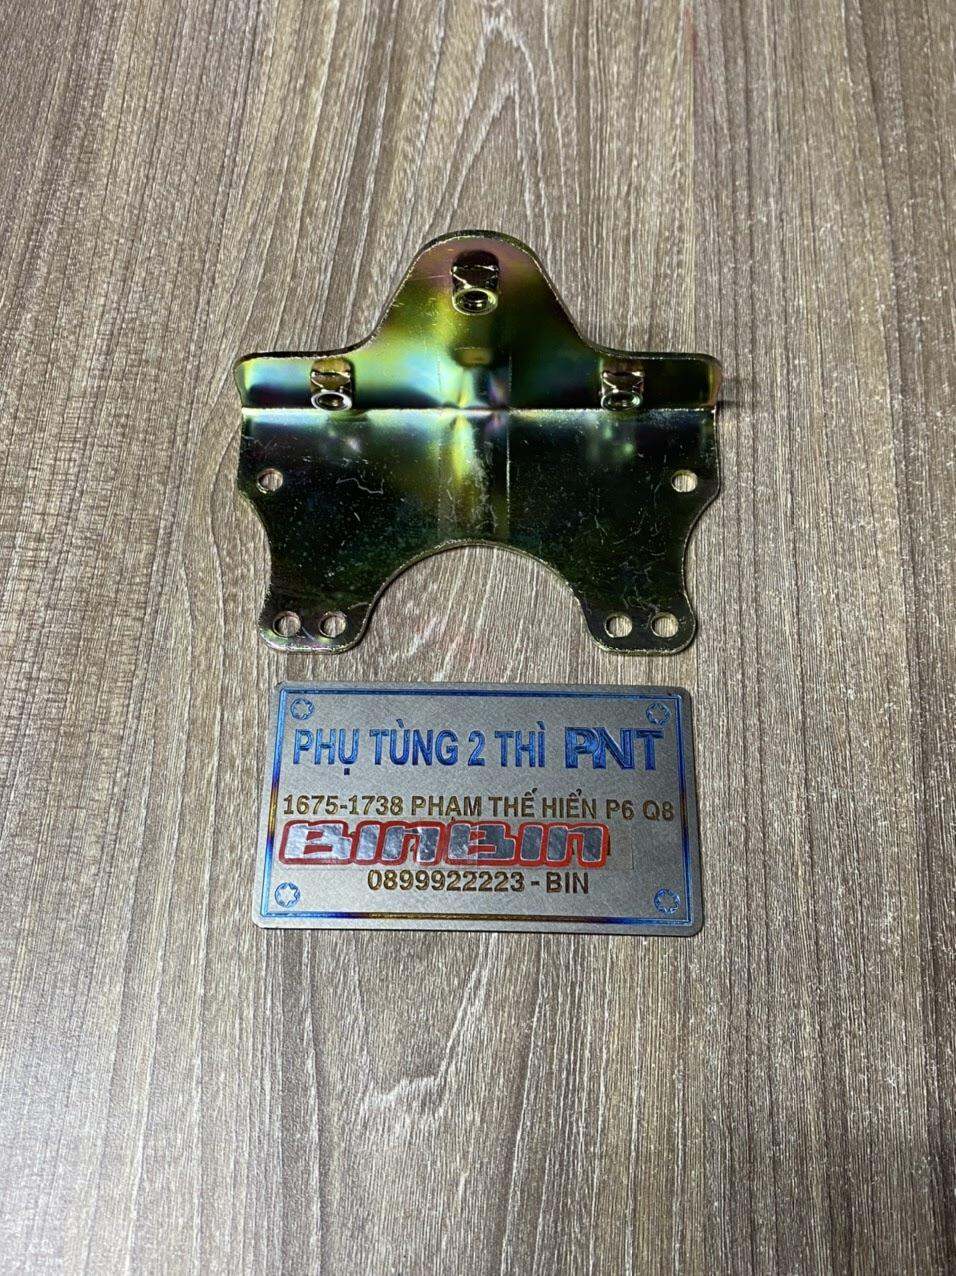 PHỤ TÙNG 2 THÌ PNT
1675-1738 PHẠM THẾ HIỂN P6 Q8
BINBIN
0899922223 - BIN